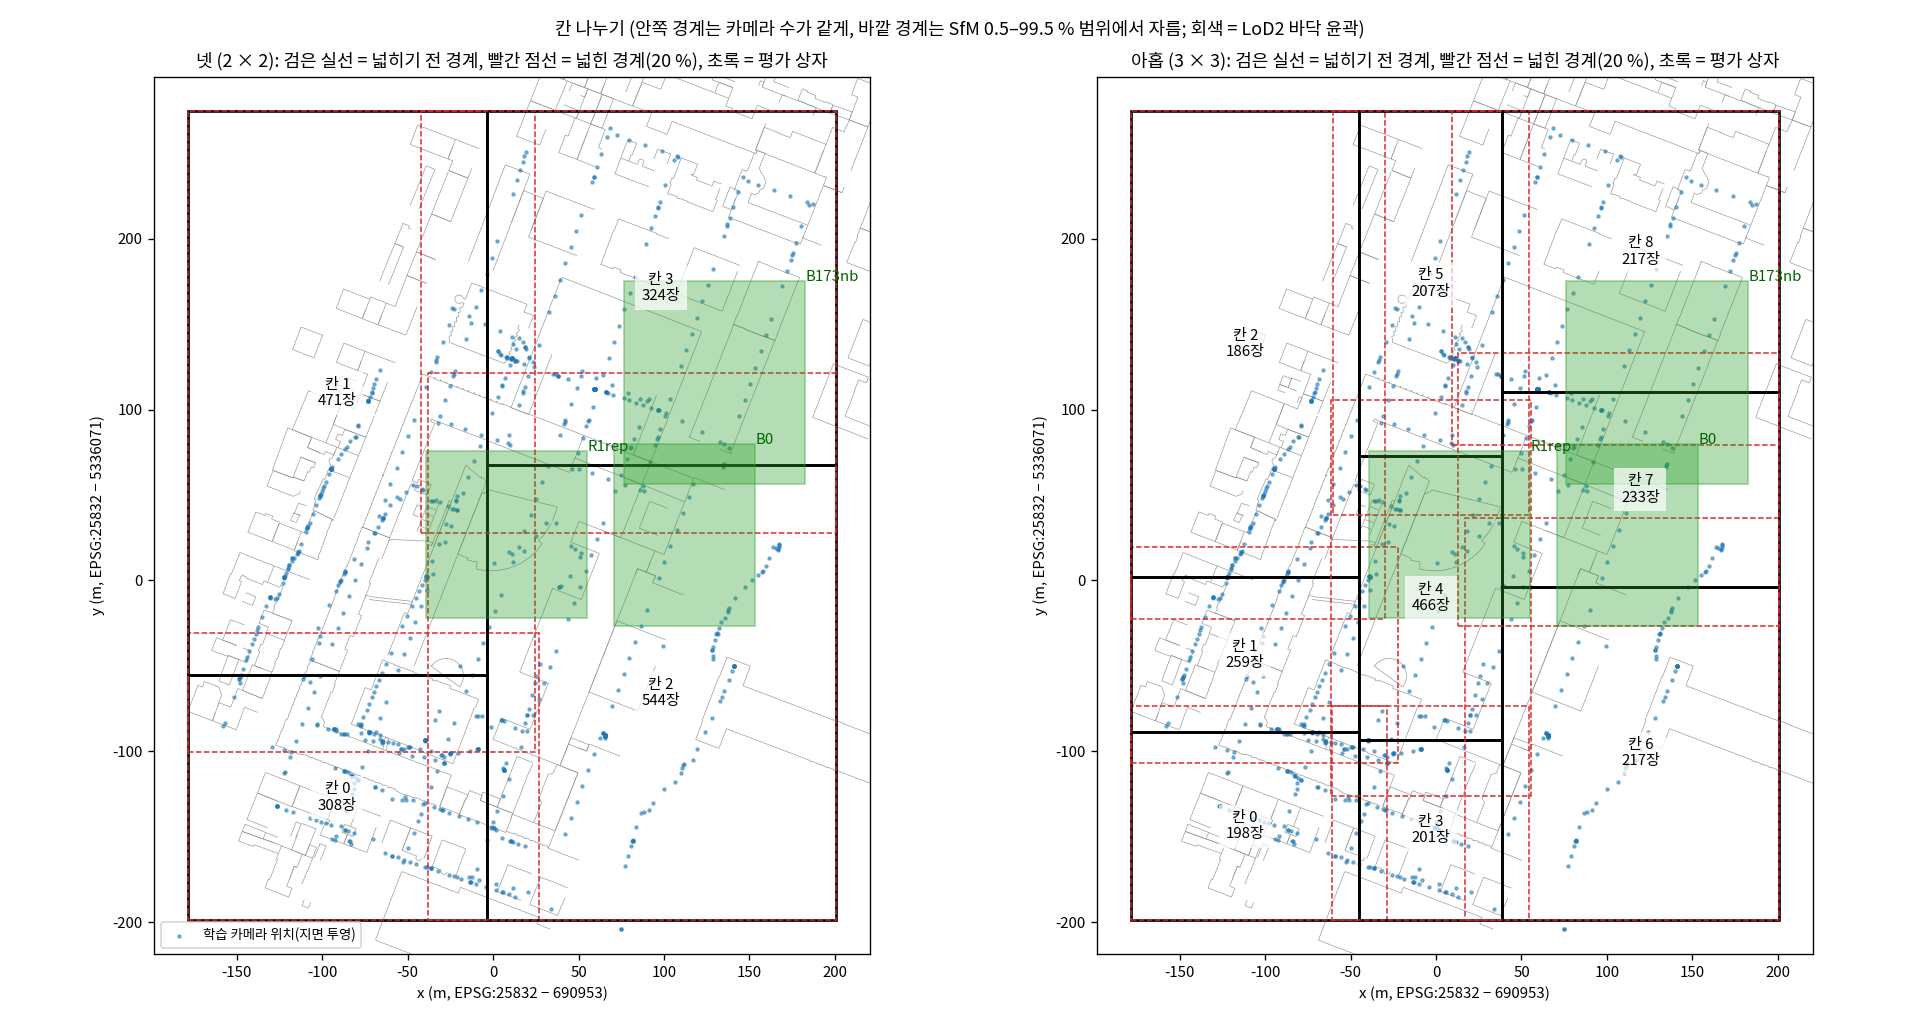 칸 나누기 (안쪽 경계는 카메라 수가 같게, 바깥 경계는 SfM 0.5–99.5 % 범위에서 자름; 회색 = LoD2 바닥 윤곽)
넷 (2 × 2): 검은 실선 = 넓히기 전 경계, 빨간 점선 = 넓힌 경계(20 %), 초록 = 평가 상자
B173nb
칸 3
324장
칸 1
471장
B0
R1rep
칸 2
544장
칸 0
308장
학습 카메라 위치(지면 투영)
200
100
0
-100
-200
-150
-100
-50
0
50
100
150
200
x (m, EPSG:25832 − 690953)
y (m, EPSG:25832 − 5336071)
아홉 (3 × 3): 검은 실선 = 넓히기 전 경계, 빨간 점선 = 넓힌 경계(20 %), 초록 = 평가 상자
칸 8
217장
B173nb
칸 5
207장
칸 2
186장
B0
R1rep
칸 7
233장
칸 4
466장
칸 1
259장
칸 6
217장
칸 0
198장
칸 3
201장
200
100
0
-100
-200
-150
-100
-50
0
50
100
150
200
x (m, EPSG:25832 − 690953)
y (m, EPSG:25832 − 5336071)